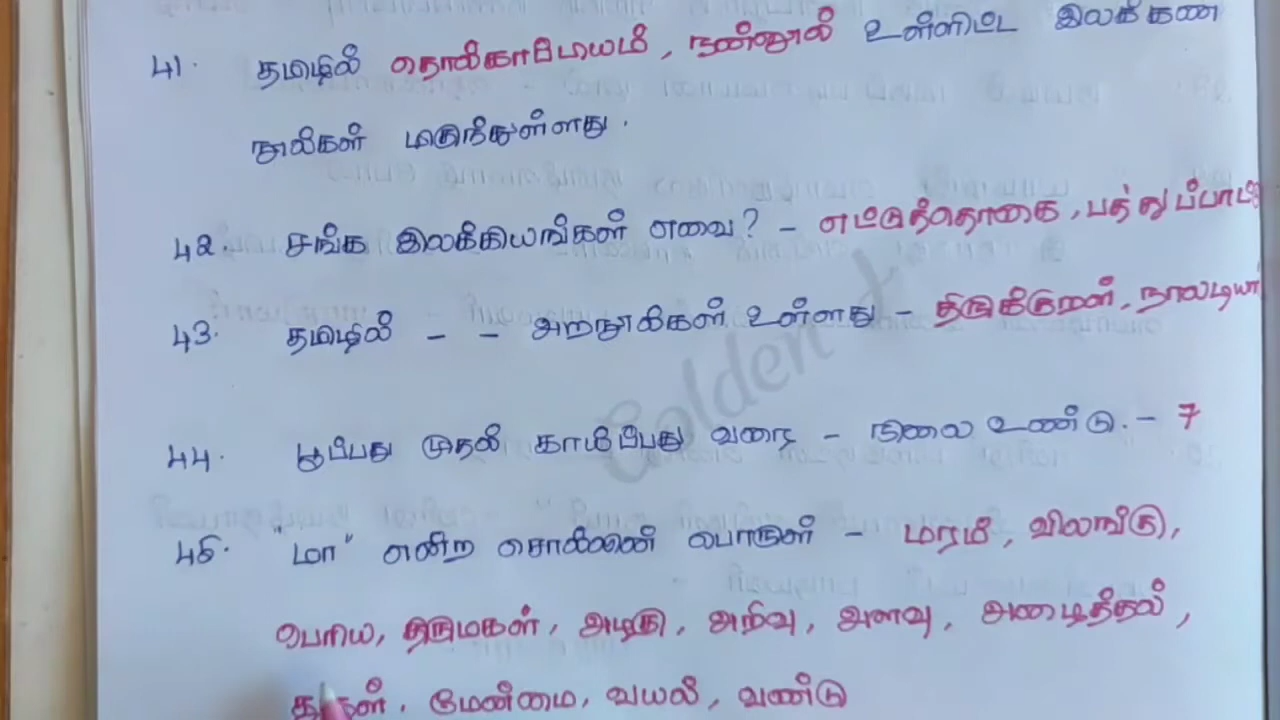 41. தமிழில் தொல்காப்பியம், நன்னூல் உள்ளிட்ட இலக்கண
நூல்கள் மிகுந்துள்ளது.
42. சங்க இலக்கியங்கள் எவை? - எட்டுத்தொகை, பத்துப்பாட்
43. தமிழில் - - அறநூல்கள் உள்ளது - திருக்குறள், நாலடியா
44. பூப்பது முதல் காய்ப்பது வரை - நிலை உண்டு. - 7
45. "மா" என்ற சொல்லின் பொருள் - மரம், விலங்கு,
பெரிய, திருமகள், அழகு, அறிவு, அளவு, அழைத்தல்,
துகள், மேன்மை, வயல், வண்டு
Golden